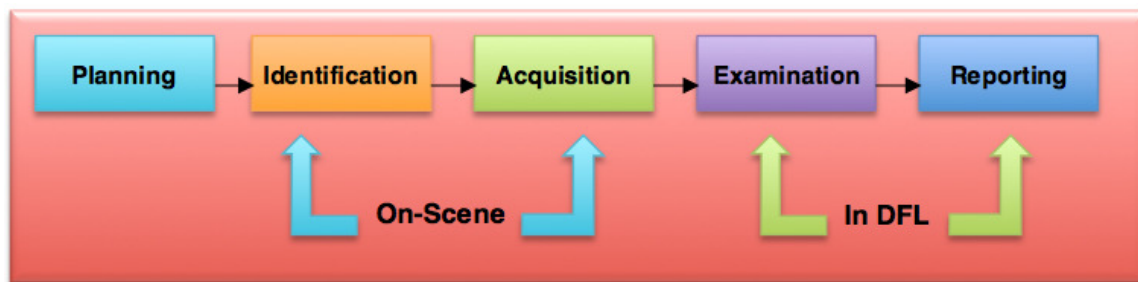 Planning
Identification
Acquisition
Examination
Reporting
On-Scene
In DFL